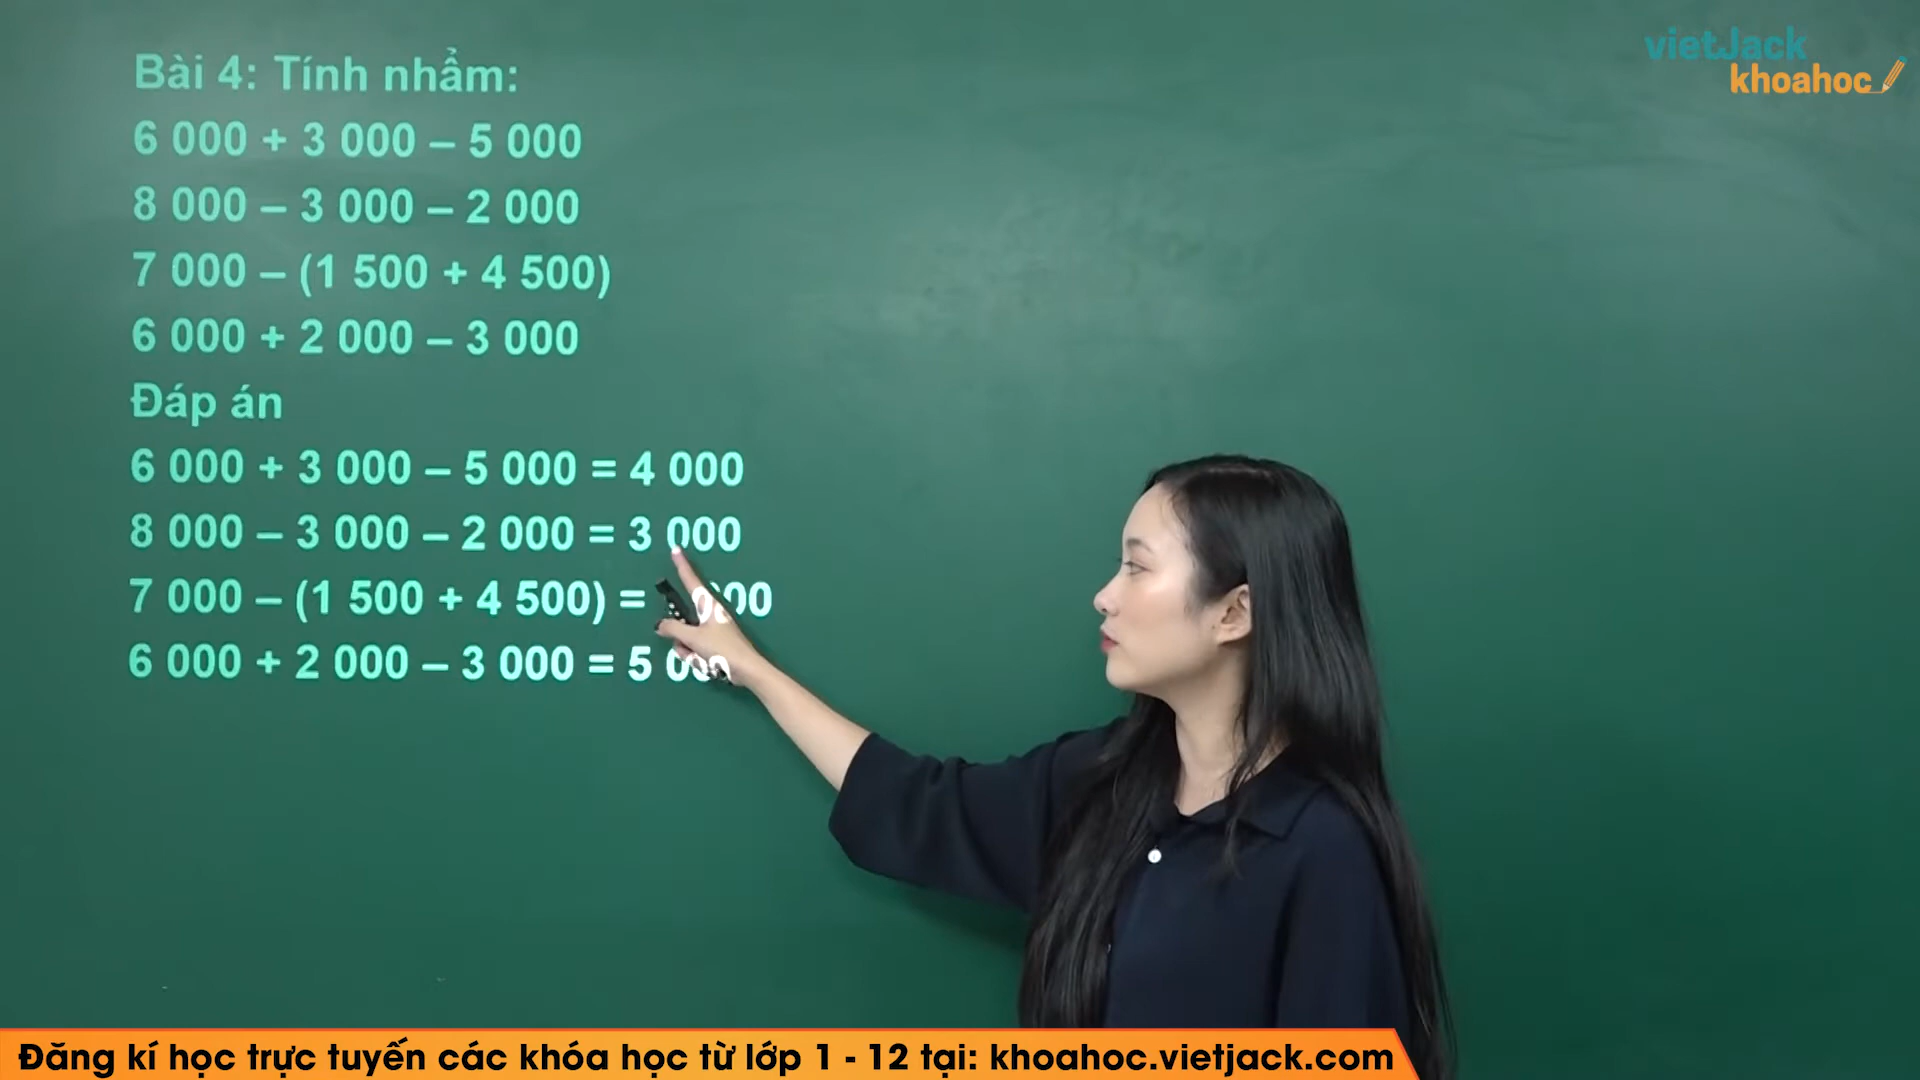 vietJack
khoahoc
Bài 4: Tính nhẩm:
6 000 + 3 000 – 5 000
8 000 – 3 000 – 2 000
7 000 – (1 500 + 4 500)
6 000 + 2 000 – 3 000
Đáp án
6 000 + 3 000 – 5 000 = 4 000
8 000 – 3 000 – 2 000 = 3 000
7 000 – (1 500 + 4 500) = 000
6 000 + 2 000 – 3 000 = 5 000
Đăng kí học trực tuyến các khóa học từ lớp 1 - 12 tại: khoahoc.vietjack.com